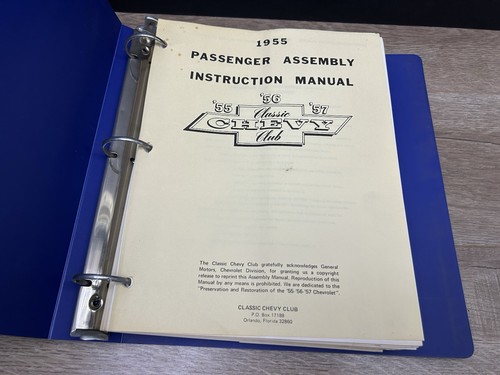 1955
PASSENGER ASSEMBLY
INSTRUCTION MANUAL
'55 '56 '57
Classic
CHEVY
Club
The Classic Chevy Club gratefully acknowledges General
Motors, Chevrolet Division, for granting us a copyright
release to reprint this Assembly Manual. Reproduction of this
Manual by any means is prohibited. We are dedicated to the
"Preservation and Restoration of the '55-'56-'57 Chevrolet".
CLASSIC CHEVY CLUB
P.O. Box 17188
Orlando, Florida 32860